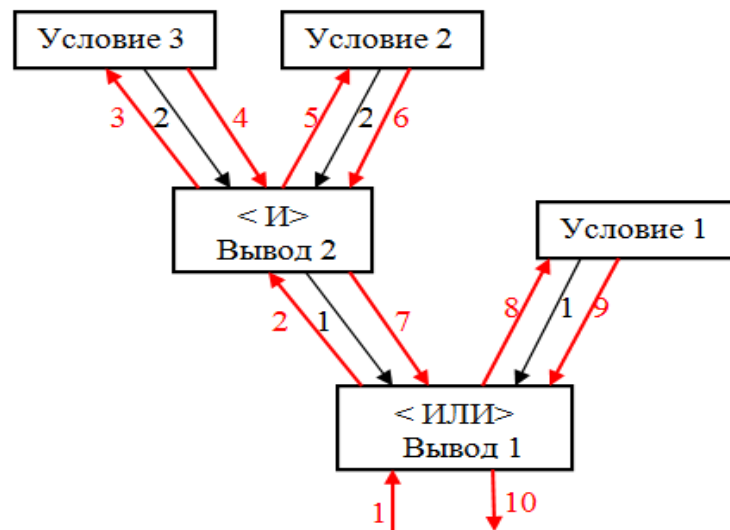 Условие 3
Условие 2
3
2
4
5
2
6
< И>
Вывод 2
Условие 1
2
1
7
8
1
9
< ИЛИ>
Вывод 1
1
10